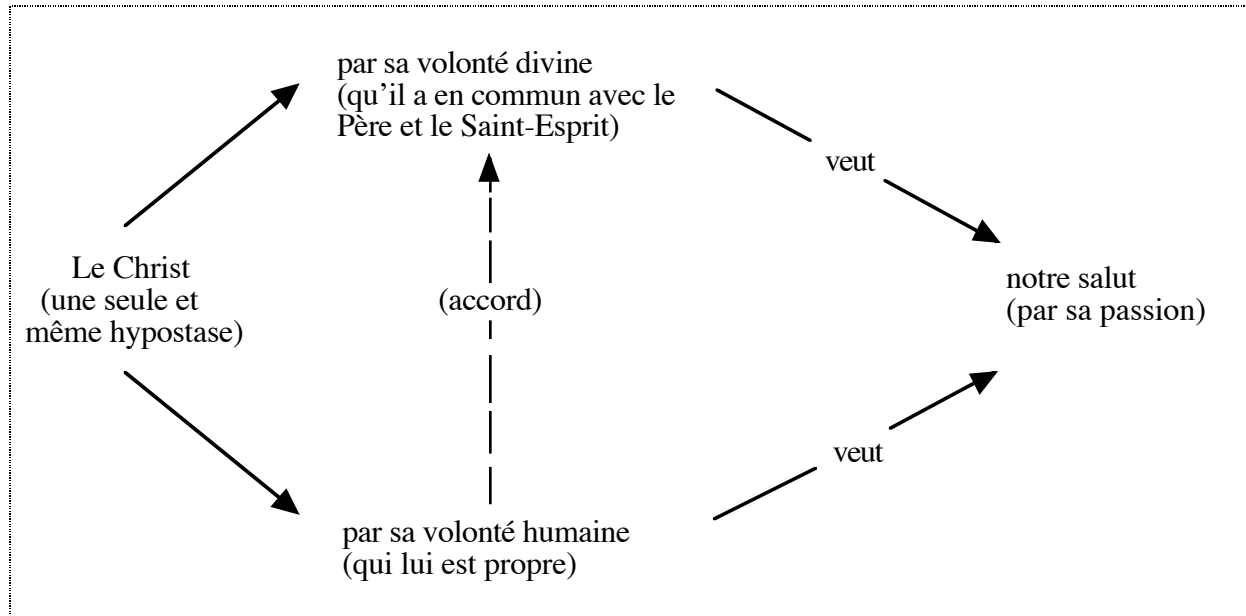 par sa volonté divine
(qu’il a en commun avec le
Père et le Saint-Esprit)
veut
Le Christ
(une seule et
même hypostase)
(accord)
notre salut
(par sa passion)
veut
par sa volonté humaine
(qui lui est propre)